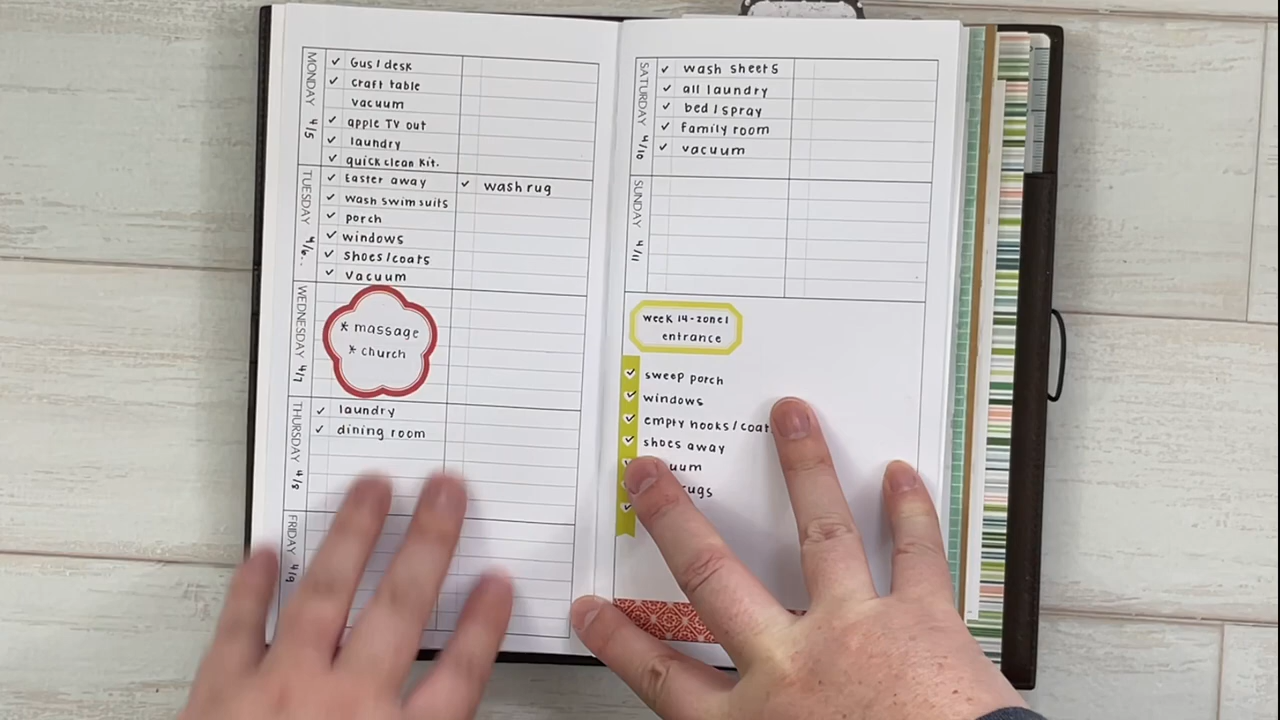 MONDAY 4/5
Gus / desk
craft table
vacuum
apple TV out
laundry
quick clean kit.
TUESDAY 4/6
Easter away
wash swim suits
porch
windows
shoes / coats
vacuum
wash rug
WEDNESDAY 4/7
* massage
* church
THURSDAY 4/8
laundry
dining room
FRIDAY 4/9
SATURDAY 4/10
wash sheets
all laundry
bed / spray
family room
vacuum
SUNDAY 4/11
week 14 - zone 1
entrance
sweep porch
windows
empty hooks / coat
shoes away
uum
rugs